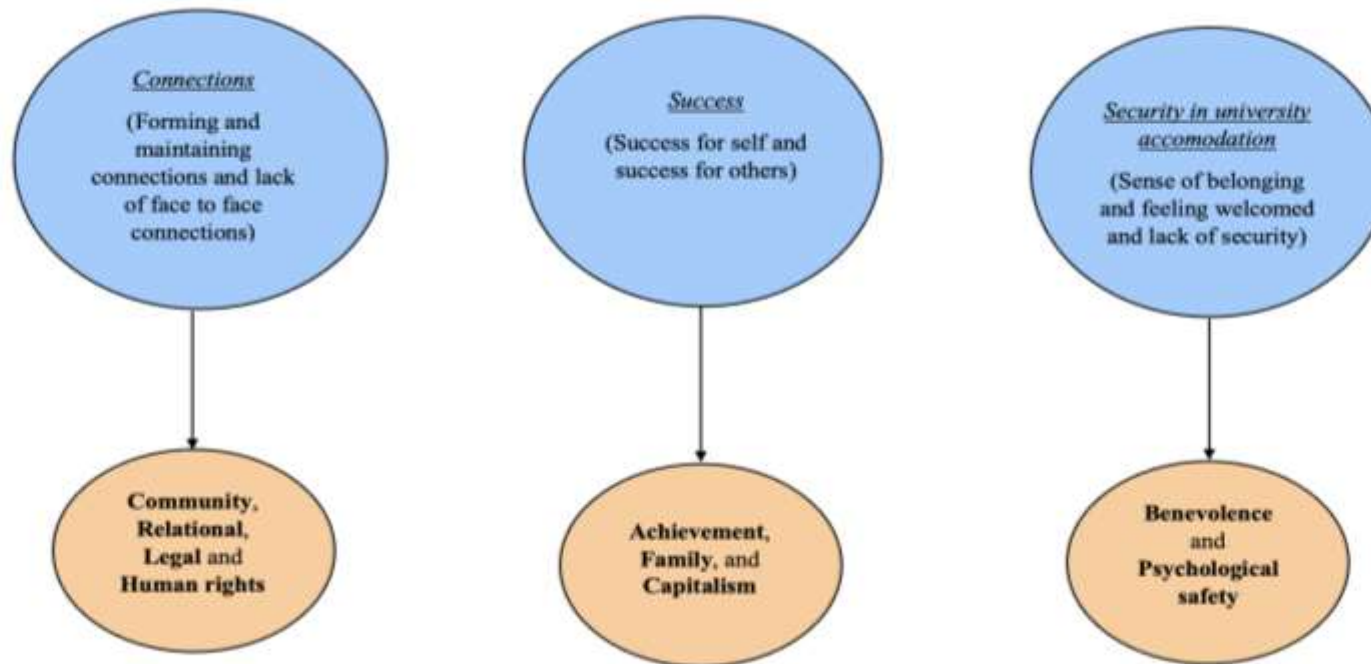 Connections
(Forming and
maintaining
connections and lack
of face to face
connections)
Success
(Success for self and
success for others)
Security in university
accomodation
(Sense of belonging
and feeling welcomed
and lack of security)
Community,
Relational,
Legal and
Human rights
Achievement,
Family, and
Capitalism
Benevolence
and
Psychological
safety